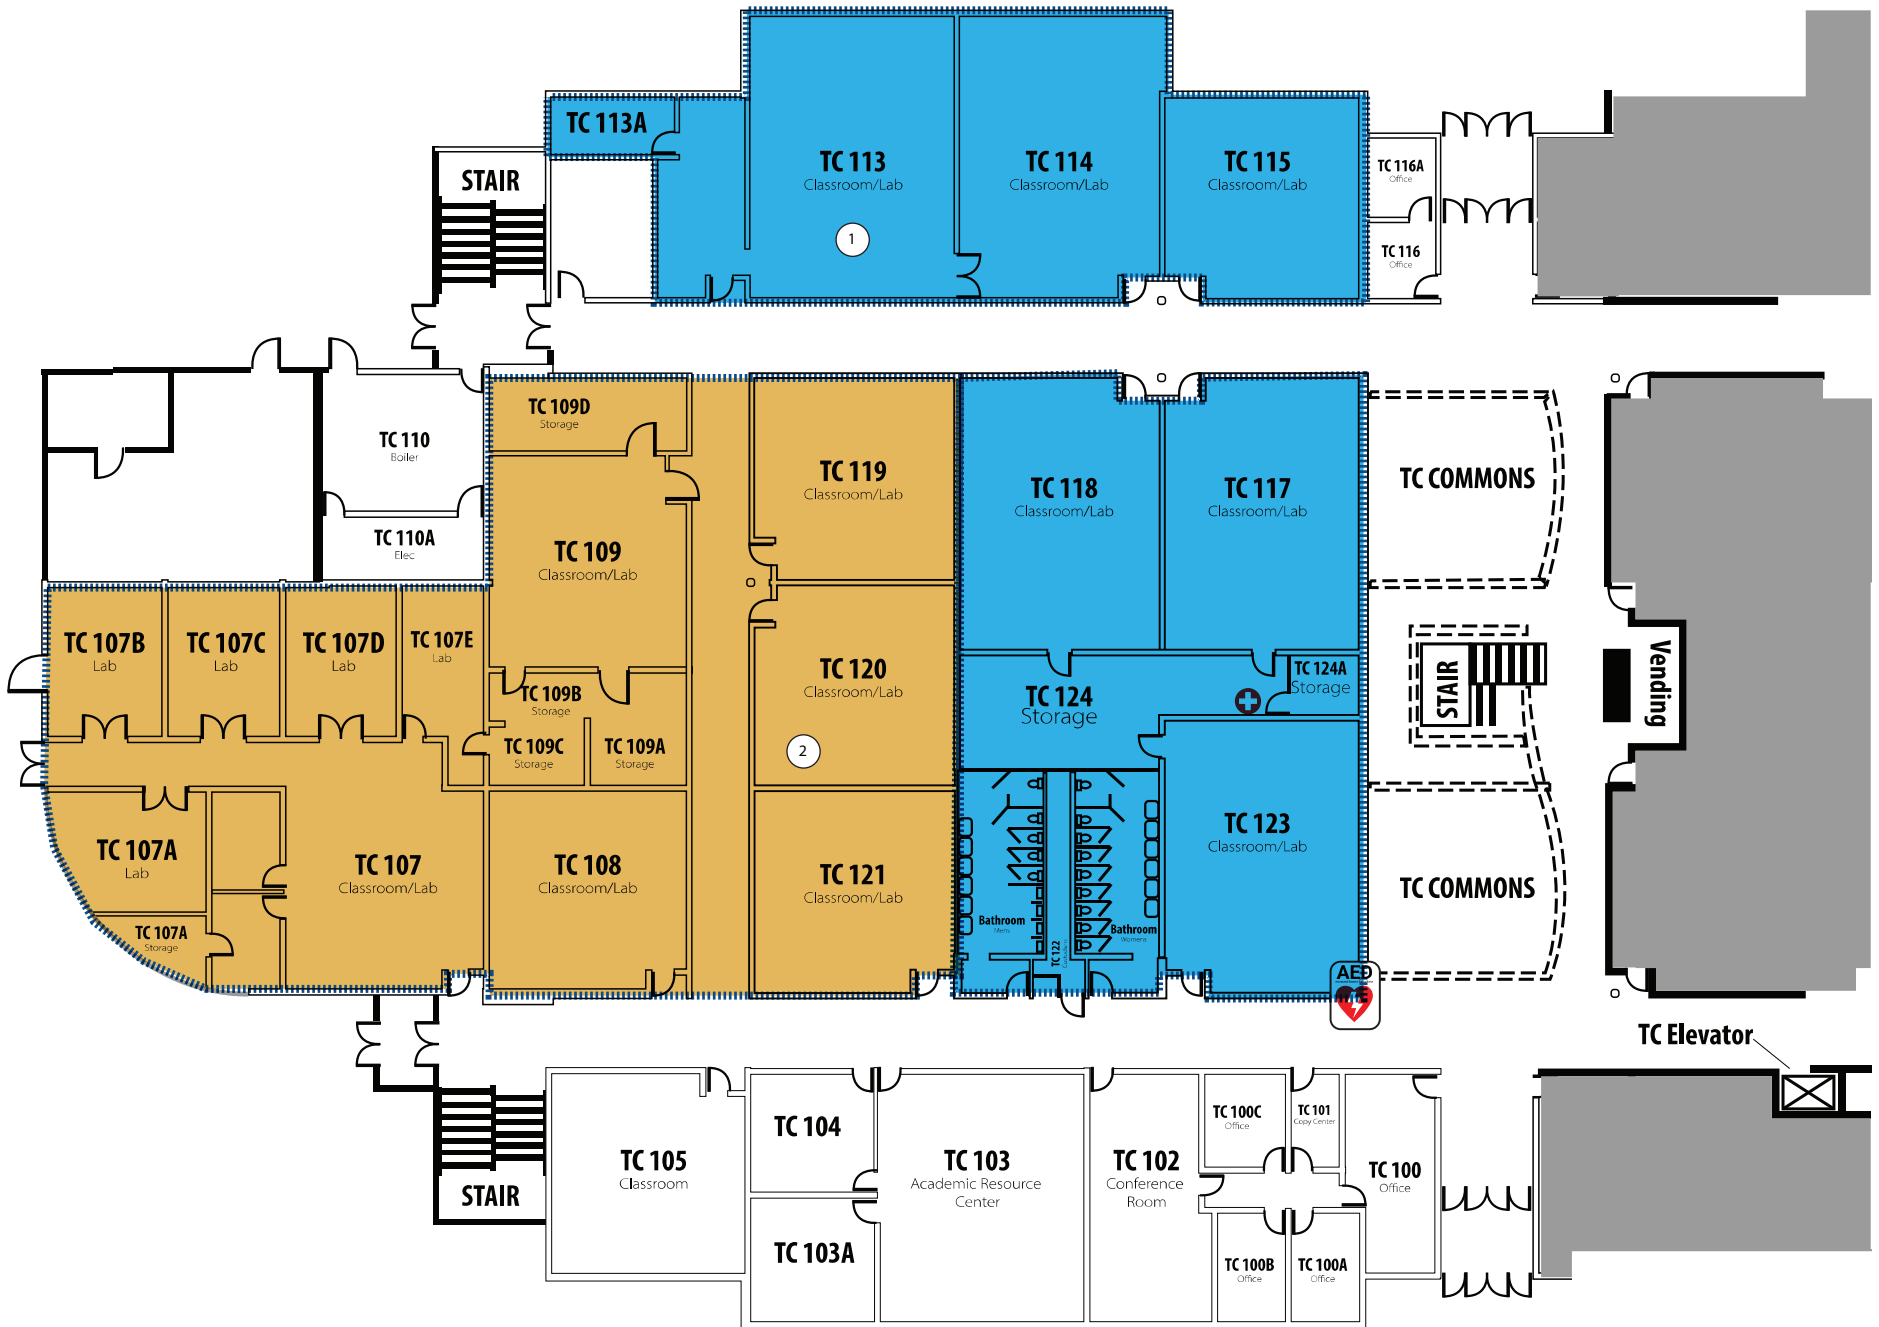 TC 113A
STAIR
TC 113
Classroom/Lab
TC 114
Classroom/Lab
TC 115
Classroom/Lab
TC 116A
Office
TC 116
Office
1
TC 109D
Storage
TC 110
Boiler
TC 110A
Elec
TC 109
Classroom/Lab
TC 119
Classroom/Lab
TC 118
Classroom/Lab
TC 117
Classroom/Lab
TC COMMONS
TC 107B
Lab
TC 107C
Lab
TC 107D
Lab
TC 107E
Lab
TC 109B
Storage
TC 109C
Storage
TC 109A
Storage
TC 120
Classroom/Lab
2
TC 124
Storage
TC 124A
Storage
STAIR
Vending
TC 107A
Lab
TC 107A
Storage
TC 107
Classroom/Lab
TC 108
Classroom/Lab
TC 121
Classroom/Lab
Bathroom
Mens
TC 122
Bathroom
Womens
TC 123
Classroom/Lab
TC COMMONS
AED
TC Elevator
STAIR
TC 105
Classroom
TC 104
TC 103A
TC 103
Academic Resource
Center
TC 102
Conference
Room
TC 100C
Office
TC 101
Copy Center
TC 100
Office
TC 100B
Office
TC 100A
Office